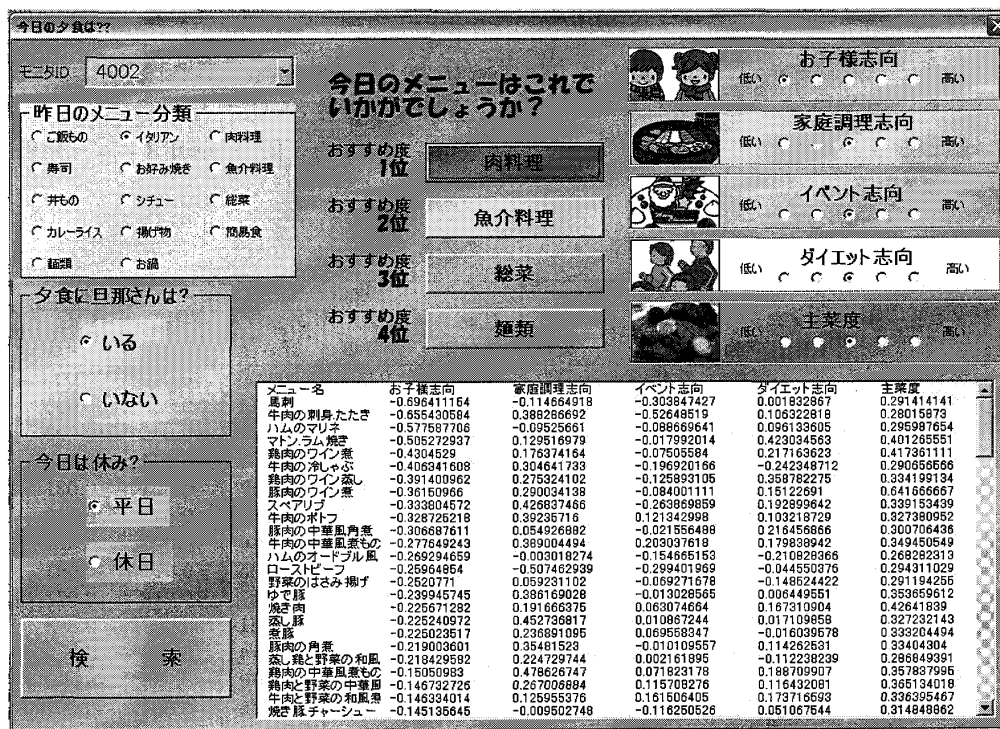 今日の夕食は??
モニタID 4002
昨日のメニュー分類
ご飯もの イタリアン 肉料理
寿司 お好み焼き 魚介料理
丼もの シチュー 総菜
カレーライス 揚げ物 簡易食
麺類 お鍋
夕食に旦那さんは?
いる
いない
今日は休み?
平日
休日
検 索
今日のメニューはこれで
いかがでしょうか?
おすすめ度
1位 肉料理
おすすめ度
2位 魚介料理
おすすめ度
3位 総菜
おすすめ度
4位 麺類
お子様志向
低い 高い
家庭調理志向
低い 高い
イベント志向
低い 高い
ダイエット志向
低い 高い
主菜度
低い 高い
メニュー名 お子様志向 家庭調理志向 イベント志向 ダイエット志向 主菜度
馬刺 -0.696411154 -0.114664918 -0.303847427 0.001832867 0.291414141
牛肉の刺身,たたき -0.655430584 0.388286692 -0.52648519 0.106322818 0.28015873
ハムのマリネ -0.577587706 -0.09525661 -0.088669641 0.096133605 0.295987654
マトン,ラム焼き -0.505272937 0.129516979 -0.017992014 0.423034563 0.401265551
鶏肉のワイン煮 -0.4304529 0.176374164 -0.07505584 0.217163623 0.417361111
牛肉の冷しゃぶ -0.406341608 0.304641733 -0.196920166 -0.242348712 0.290656566
鶏肉のワイン蒸し -0.391400962 0.275324102 -0.125893105 0.358782275 0.334199134
豚肉のワイン煮 -0.36150966 0.290034138 -0.084001111 0.15122691 0.641666667
スペアリブ -0.333804572 0.426837466 -0.263869859 0.192899642 0.339153439
牛肉のポトフ -0.328726218 0.39235716 0.121342998 0.103218729 0.327380952
豚肉の中華風角煮 -0.306687611 0.054926882 -0.021556488 0.216456866 0.300706436
牛肉の中華風煮もの -0.277649243 0.389004494 0.203037618 0.179838942 0.349450549
ハムのオードブル風 -0.269294659 -0.003018274 -0.154665153 -0.210828366 0.268282313
ローストビーフ -0.25964854 -0.507462939 -0.299401969 -0.044550376 0.294311029
野菜のはさみ揚げ -0.2520771 0.059231102 -0.069271678 -0.148524422 0.291194255
ゆで豚 -0.239945745 0.386169028 -0.013028565 0.006449551 0.353659612
焼き肉 -0.225671282 0.191666375 0.063074664 0.167310904 0.42641839
蒸し豚 -0.225240972 0.452736817 0.010867244 0.017109858 0.327232143
煮豚 -0.225023517 0.236891095 0.069558347 -0.016039578 0.333204494
豚肉の角煮 -0.219003601 0.35481523 -0.010109557 0.114262531 0.33404304
蒸し鶏と野菜の和風 -0.218429582 0.224729744 0.002161895 -0.112238239 0.286849391
鶏肉の中華風煮もの -0.15050983 0.478626747 0.071823178 0.188709907 0.357837995
鶏肉と野菜の中華風 -0.146732726 0.267006884 0.115708276 0.116432081 0.365134018
牛肉と野菜の和風煮 -0.146334014 0.125955376 0.161506405 0.173716593 0.336395467
焼き豚,チャーシュー -0.145135645 -0.009502748 -0.116250526 0.051067544 0.314848862